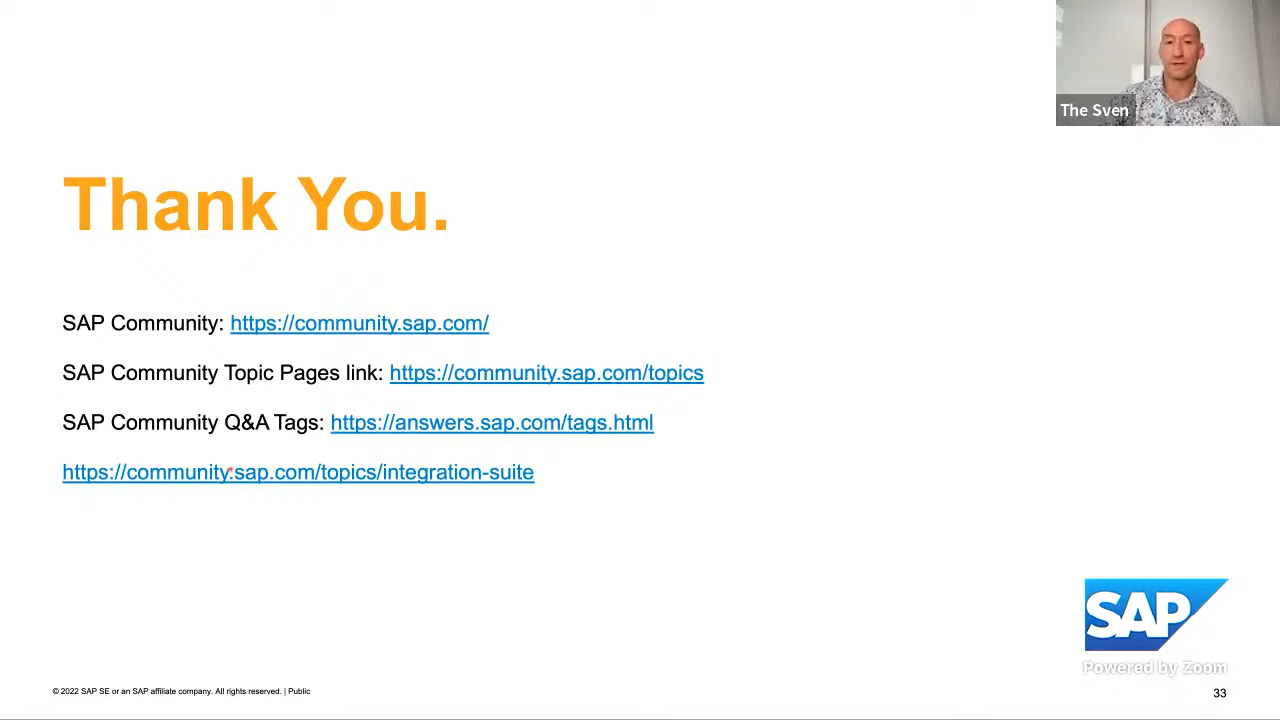 The Sven
Thank You.
SAP Community: https://community.sap.com/
SAP Community Topic Pages link: https://community.sap.com/topics
SAP Community Q&A Tags: https://answers.sap.com/tags.html
https://community.sap.com/topics/integration-suite
SAP
Powered by Zoom
© 2022 SAP SE or an SAP affiliate company. All rights reserved. | Public
33